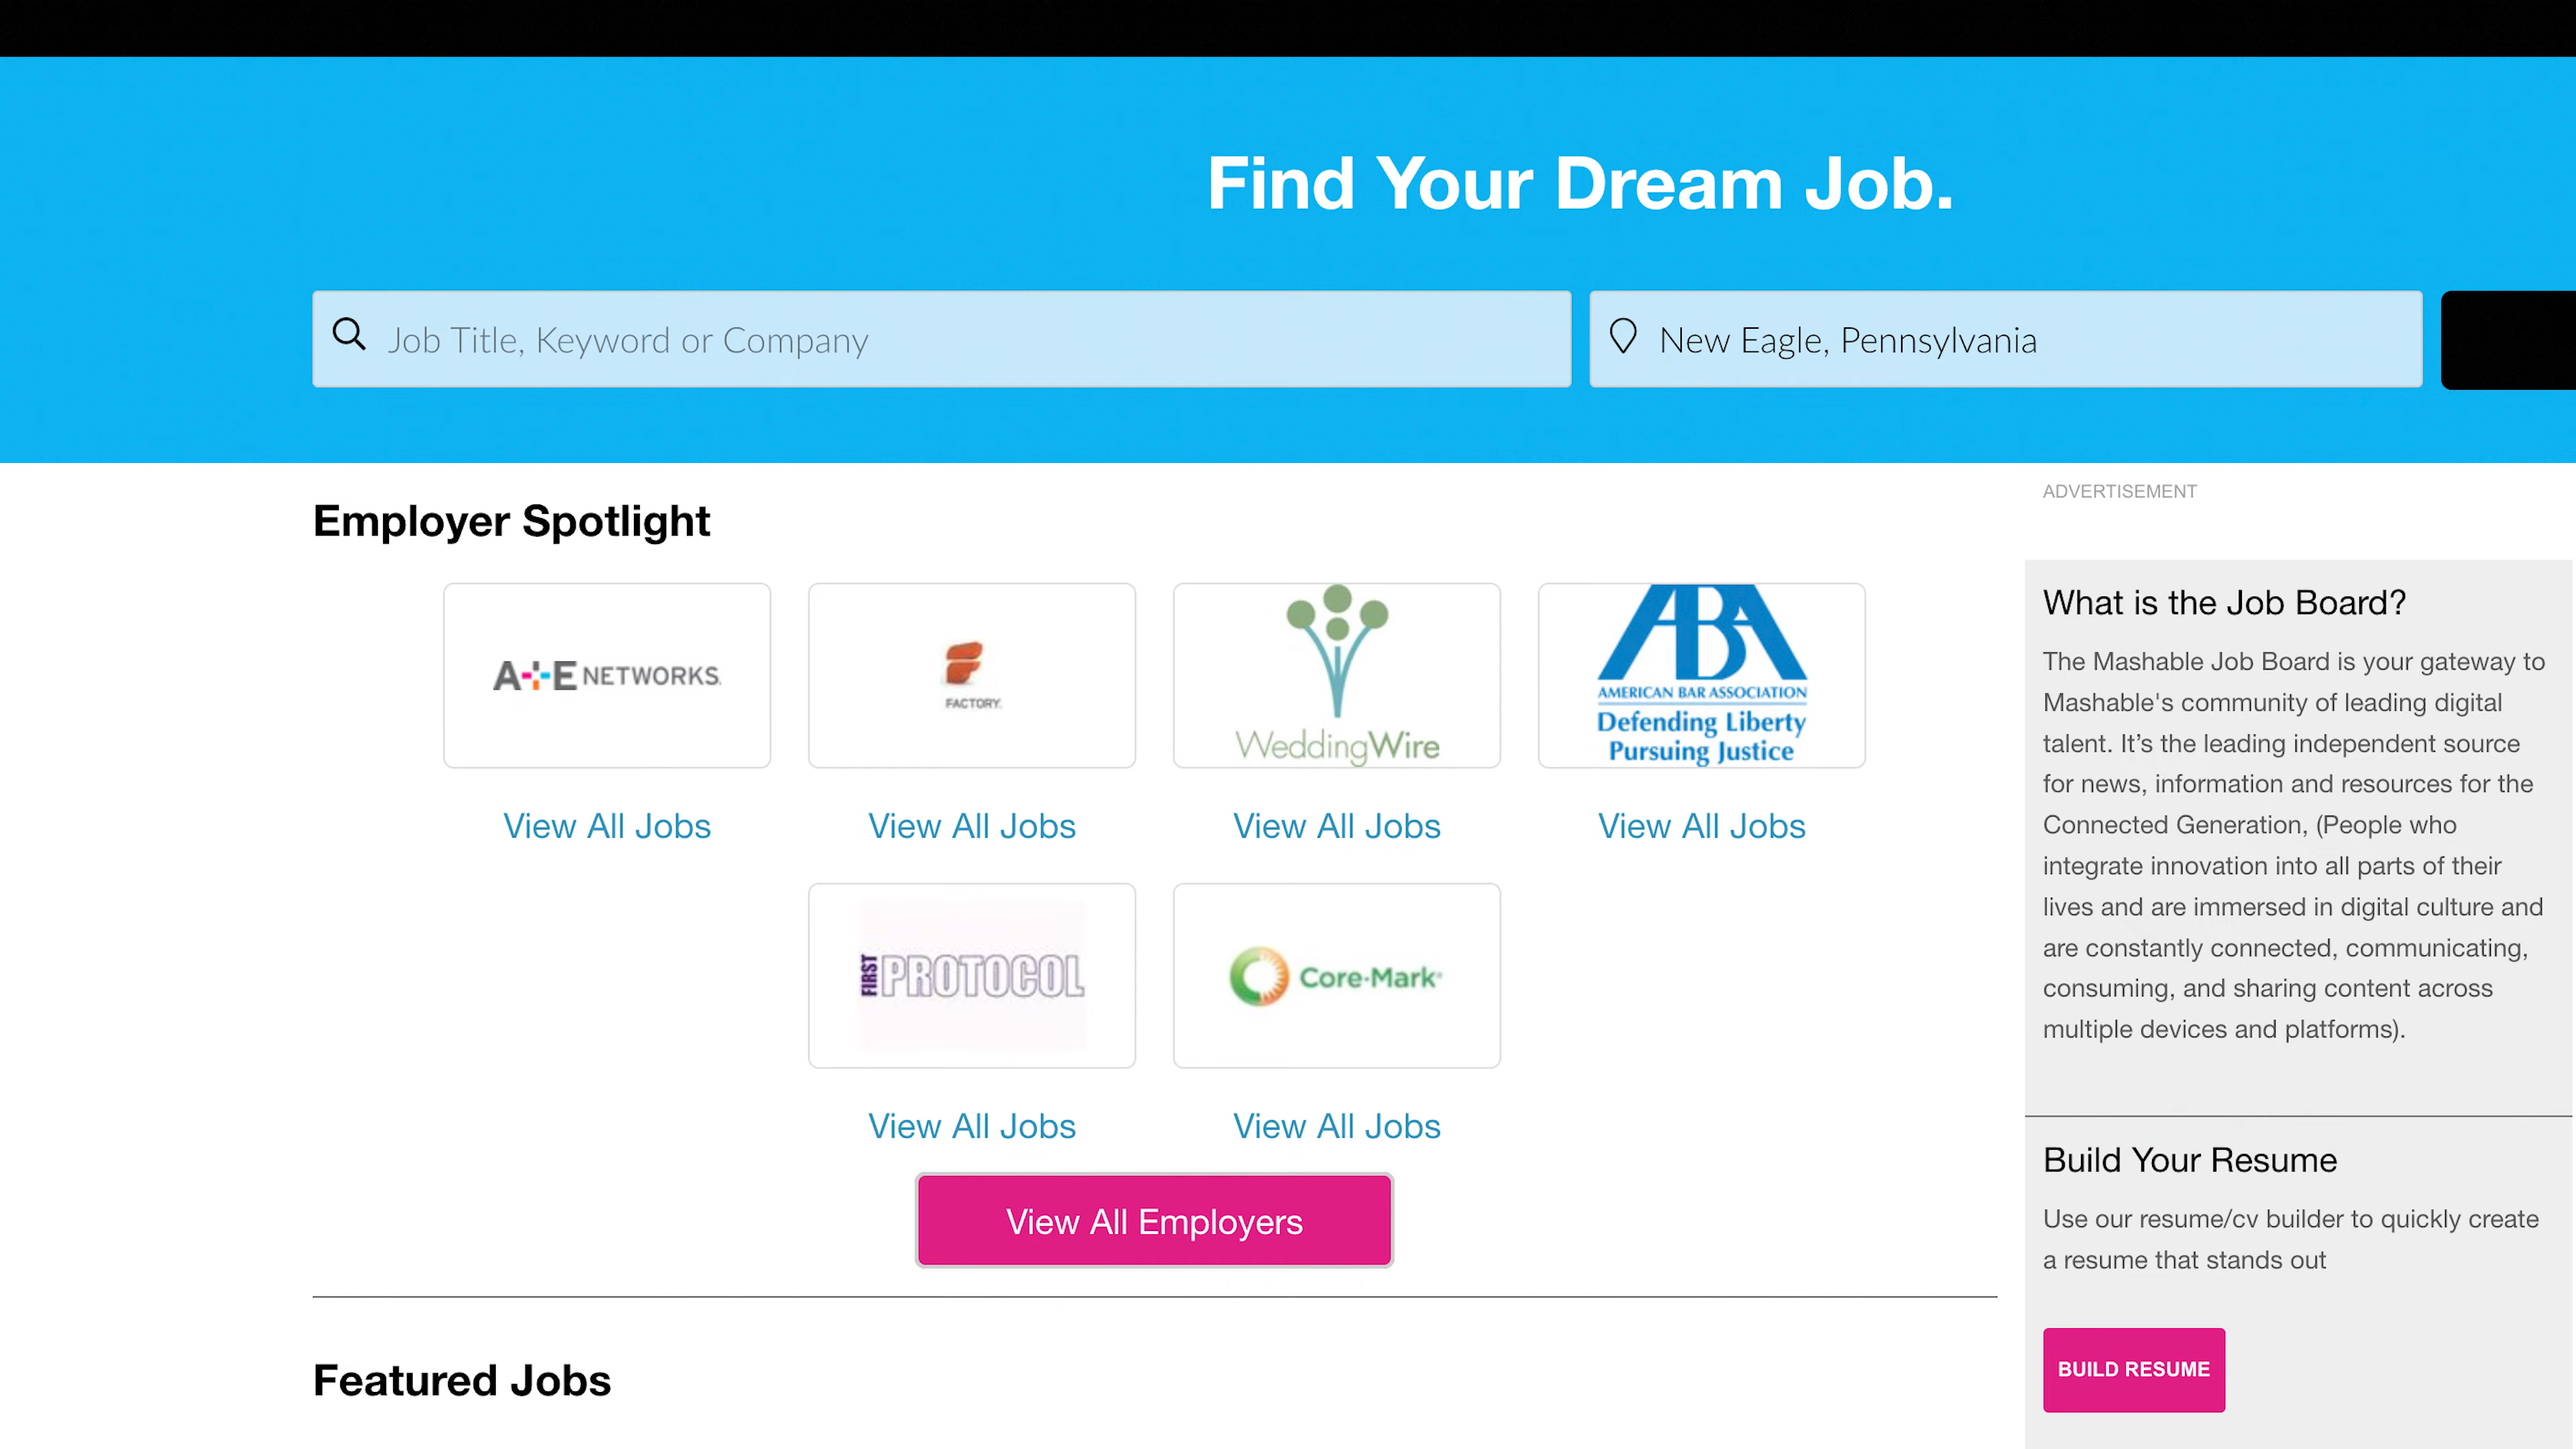 Find Your Dream Job.
Job Title, Keyword or Company
New Eagle, Pennsylvania
Employer Spotlight
A+E NETWORKS
FACTORY
WeddingWire
ABA
AMERICAN BAR ASSOCIATION
Defending Liberty
Pursuing Justice
View All Jobs
View All Jobs
View All Jobs
View All Jobs
FIRST PROTOCOL
Core-Mark
View All Jobs
View All Jobs
View All Employers
Featured Jobs
ADVERTISEMENT
What is the Job Board?
The Mashable Job Board is your gateway to
Mashable's community of leading digital
talent. It’s the leading independent source
for news, information and resources for the
Connected Generation, (People who
integrate innovation into all parts of their
lives and are immersed in digital culture and
are constantly connected, communicating,
consuming, and sharing content across
multiple devices and platforms).
Build Your Resume
Use our resume/cv builder to quickly create
a resume that stands out
BUILD RESUME